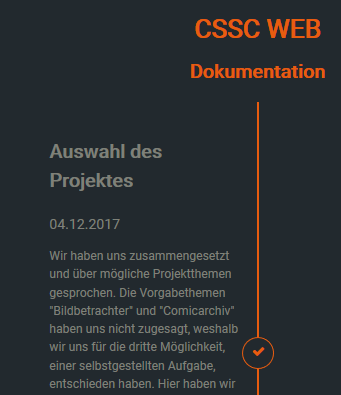 CSSC WEB
Dokumentation
Auswahl des
Projektes
04.12.2017
Wir haben uns zusammengesetzt
und über mögliche Projektthemen
gesprochen. Die Vorgabethemen
"Bildbetrachter" und "Comicarchiv"
haben uns nicht zugesagt, weshalb
wir uns für die dritte Möglichkeit,
einer selbstgestellten Aufgabe,
entschieden haben. Hier haben wir